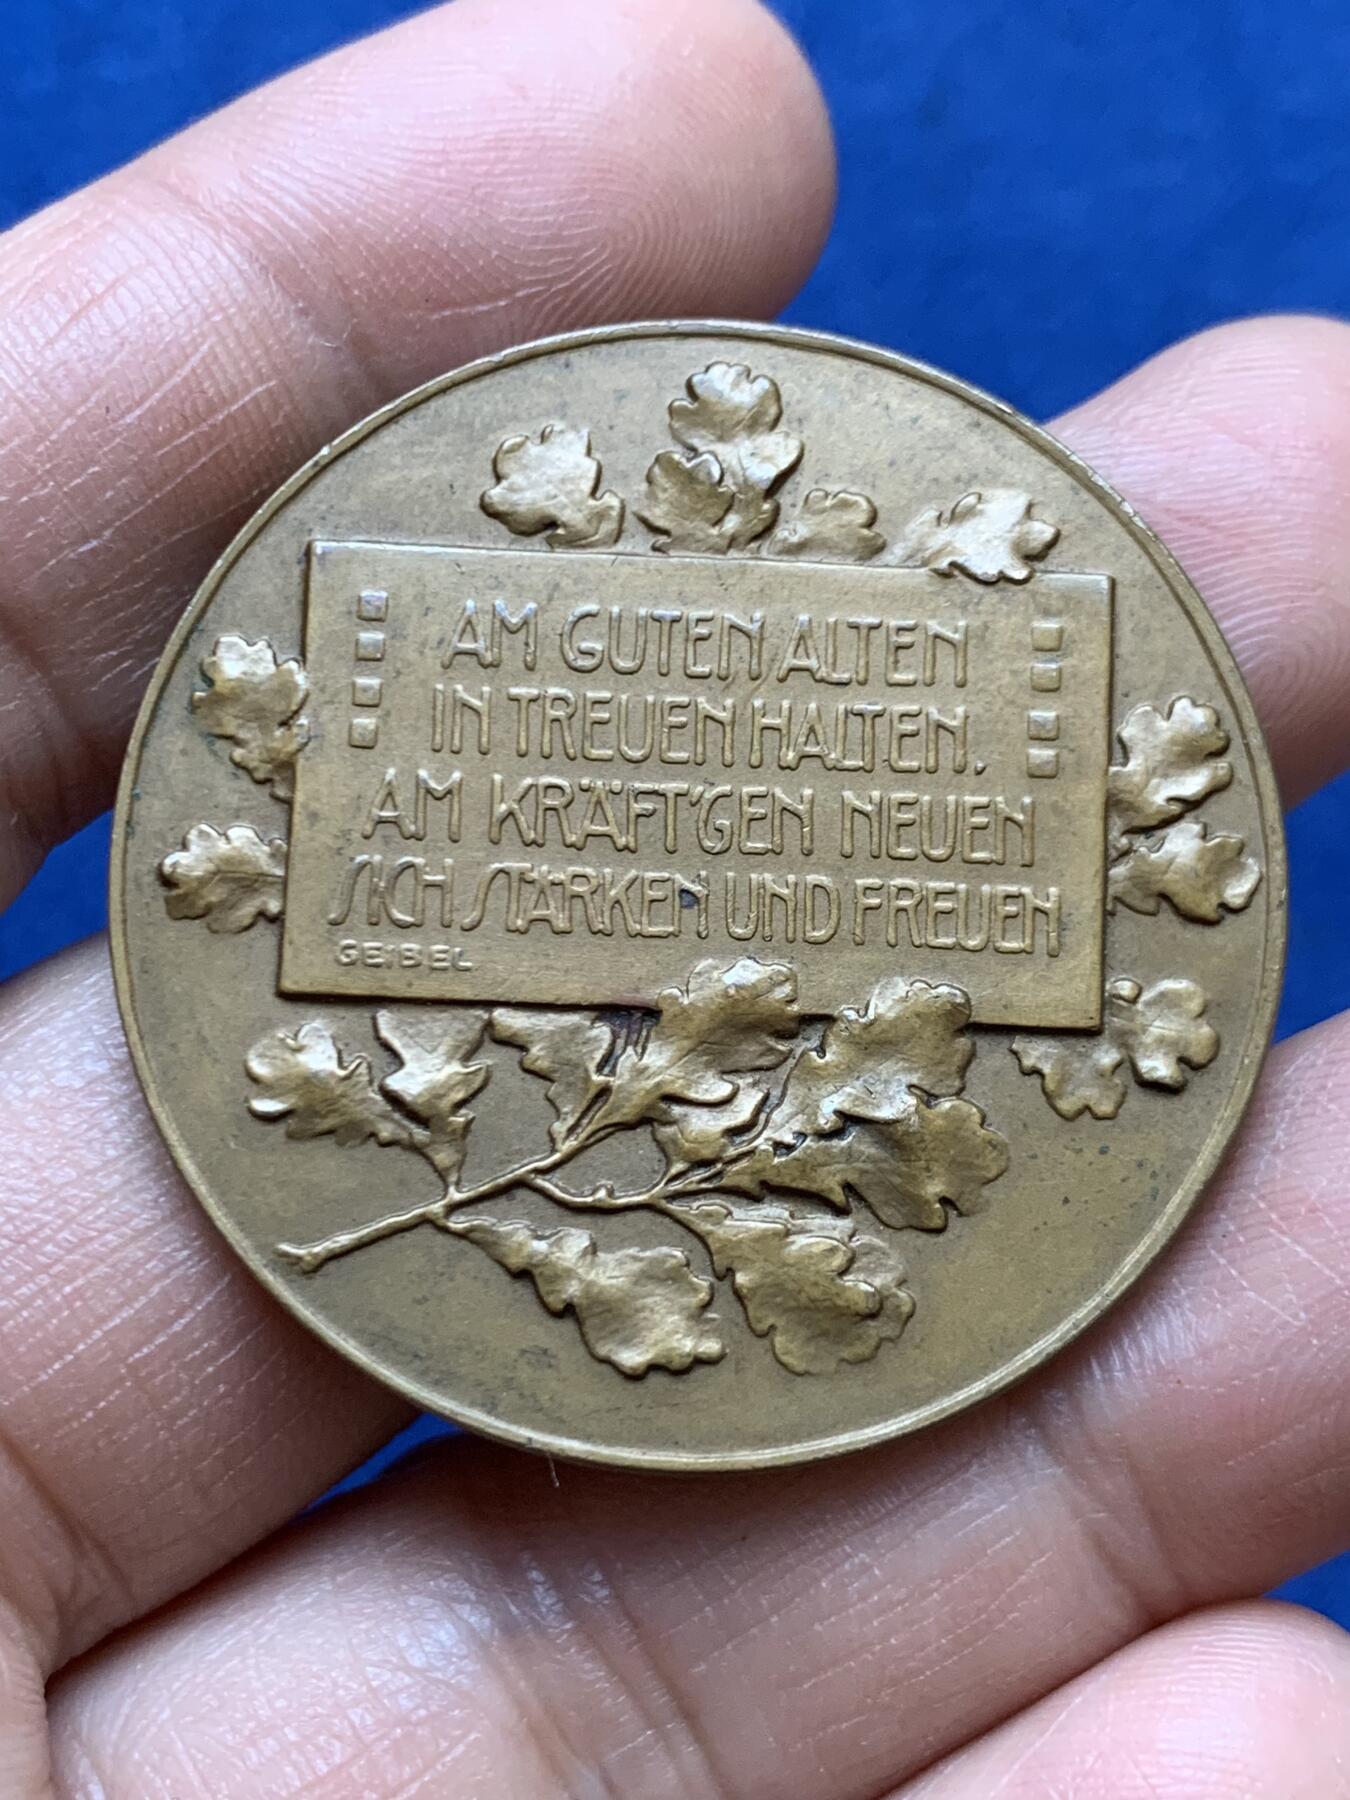 AM GUTEN ALTEN
IN TREUEN HALTEN.
AM KRÄFT'GEN NEUEN
SICH STÄRKEN UND FREUEN
GEIBEL